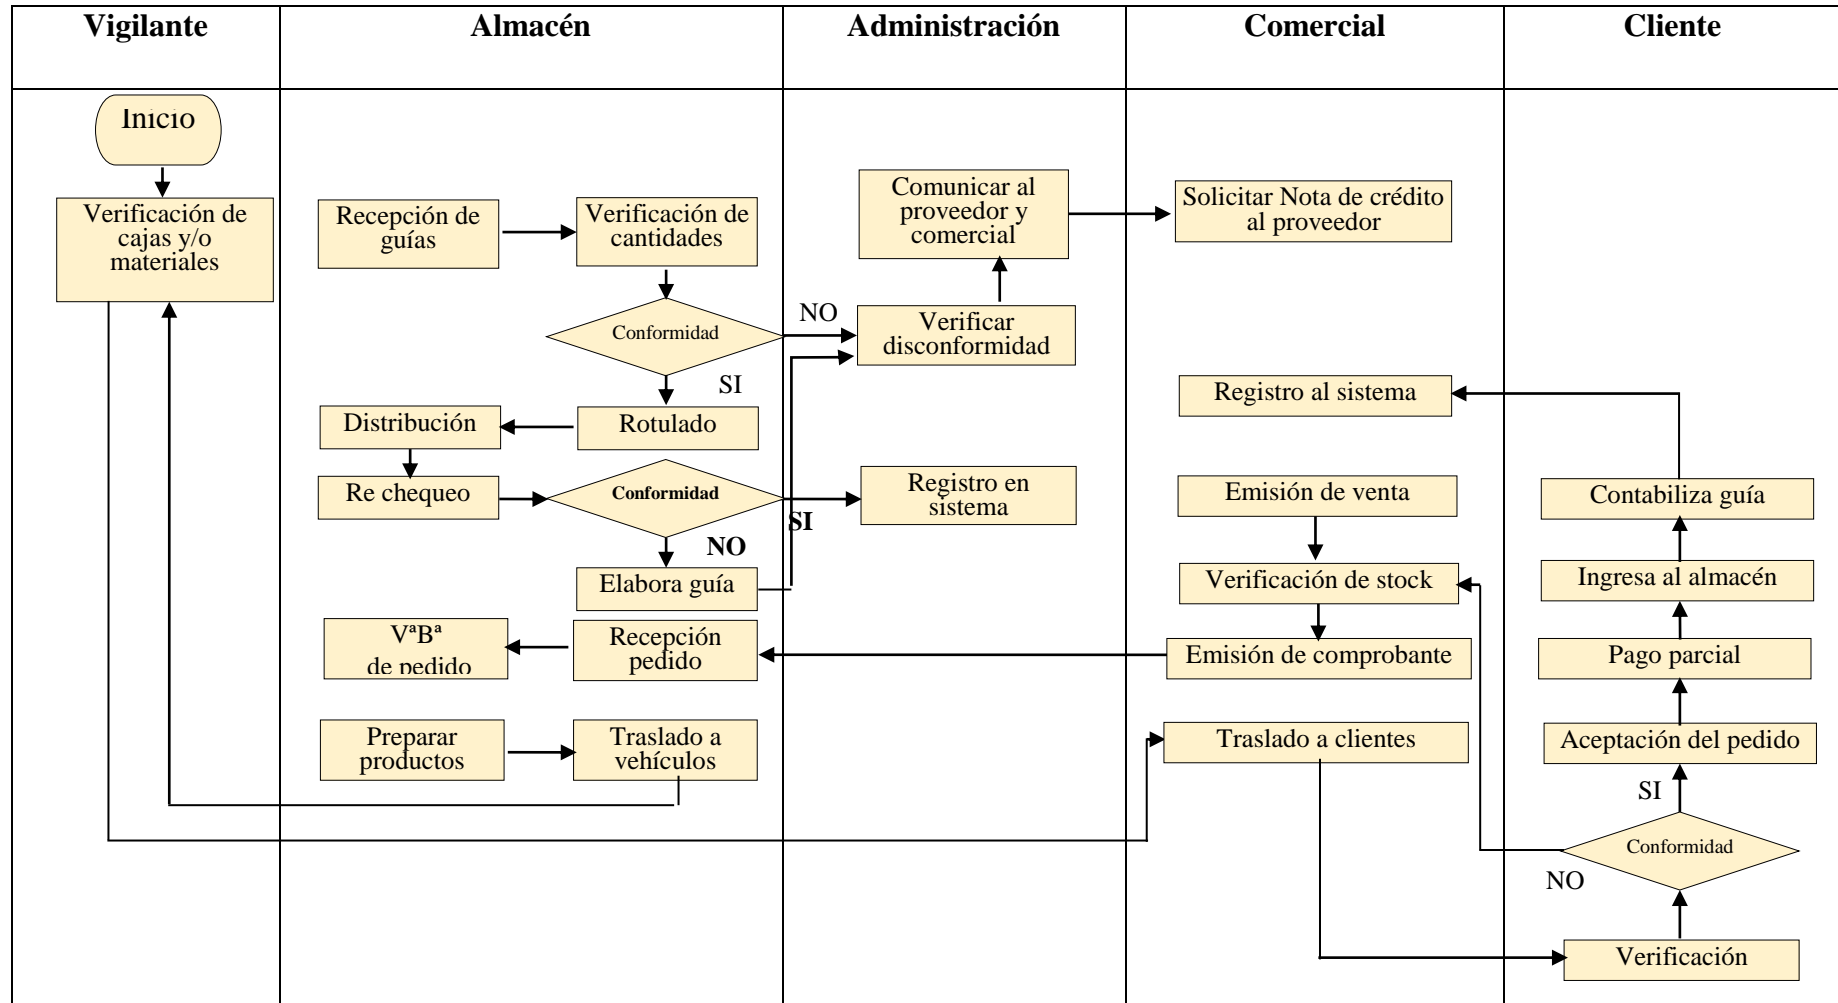 Vigilante
Almacén
Administración
Comercial
Cliente
Inicio
Verificación de
cajas y/o
materiales
Recepción de
guías
Verificación de
cantidades
Conformidad
NO
SI
Rotulado
Distribución
Re chequeo
Conformidad
SI
NO
Elabora guía
Recepción
pedido
VªBª
de pedido
Preparar
productos
Traslado a
vehículos
Comunicar al
proveedor y
comercial
Verificar
disconformidad
Registro en
sistema
Solicitar Nota de crédito
al proveedor
Registro al sistema
Emisión de venta
Verificación de stock
Emisión de comprobante
Traslado a clientes
Contabiliza guía
Ingresa al almacén
Pago parcial
Aceptación del pedido
SI
Conformidad
NO
Verificación